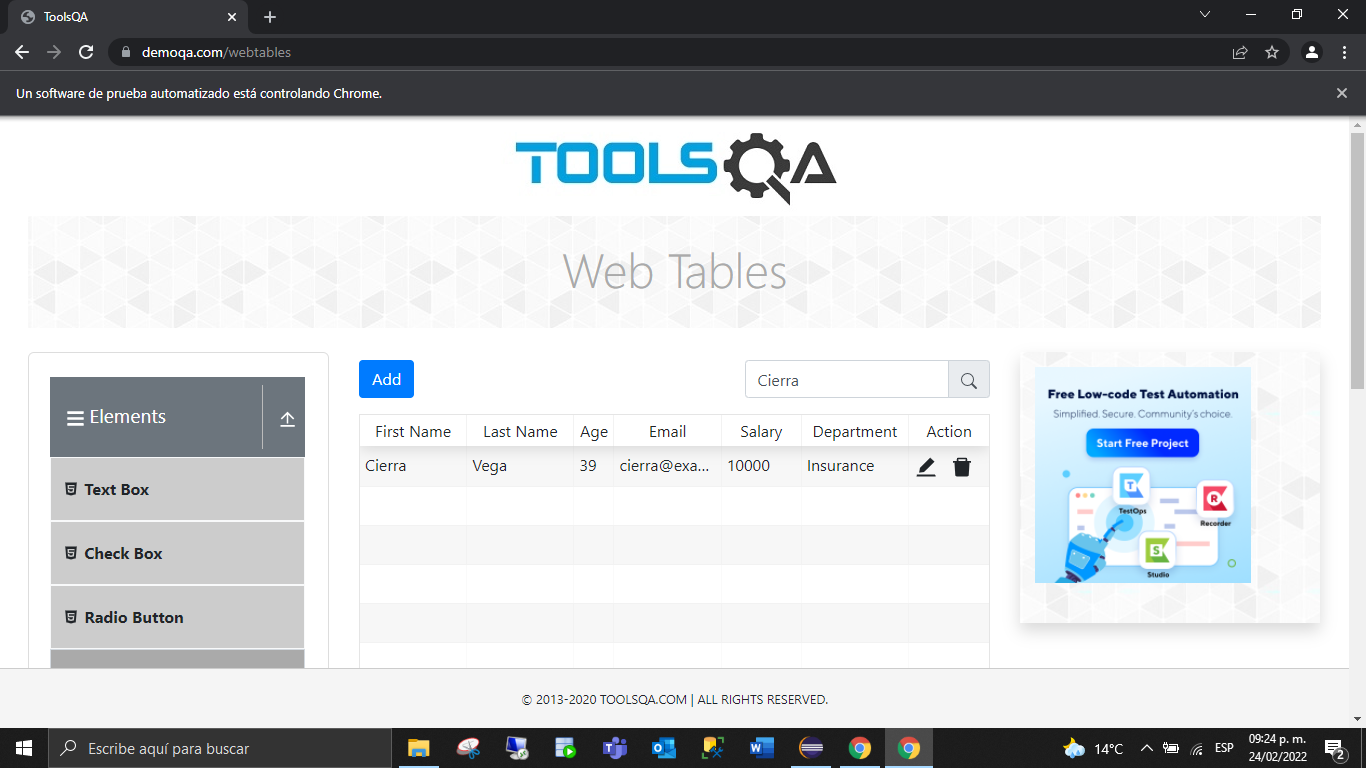 ToolsQA
demoqa.com/webtables
Un software de prueba automatizado está controlando Chrome.
TOOLSQA
Web Tables
Elements
Text Box
Check Box
Radio Button
Add
Cierra
First Name Last Name Age Email Salary Department Action
Cierra Vega 39 cierra@exa... 10000 Insurance
Free Low-code Test Automation
Simplified. Secure. Community's choice.
Start Free Project
TestOps
Recorder
Studio
© 2013-2020 TOOLSQA.COM | ALL RIGHTS RESERVED.
Escribe aquí para buscar
14°C
ESP
09:24 p. m.
24/02/2022
2